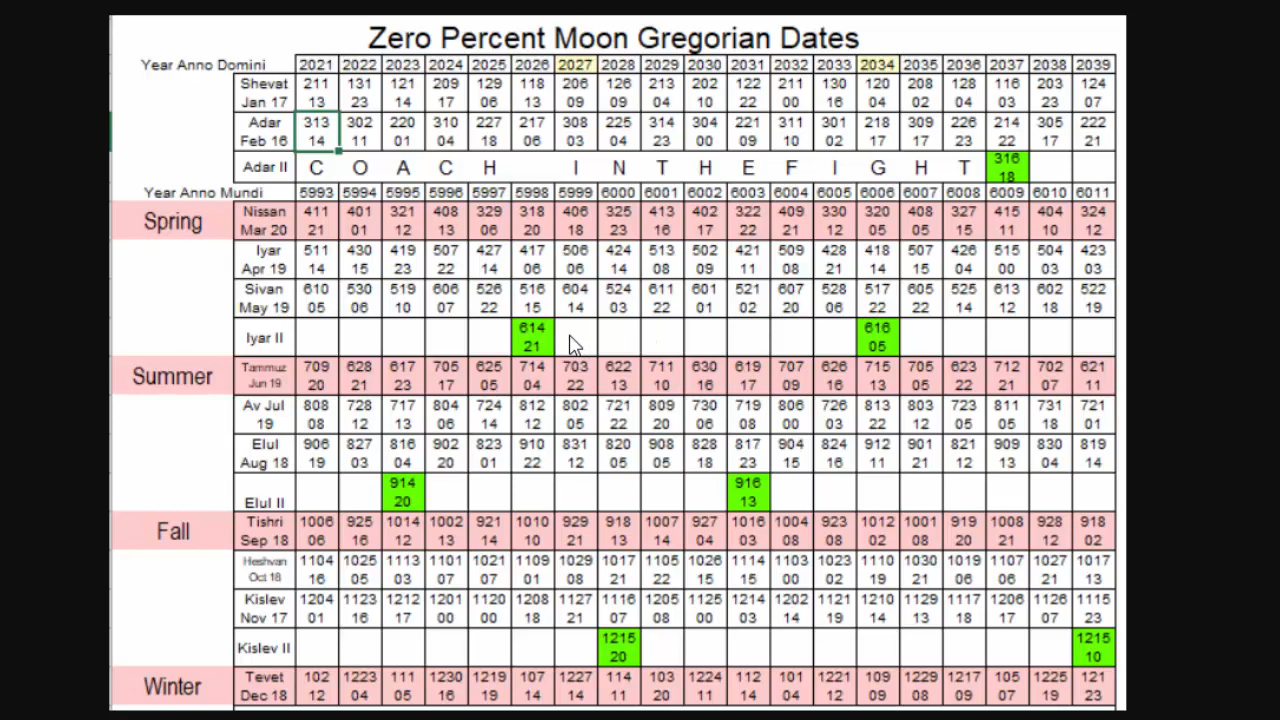 Zero Percent Moon Gregorian Dates
Year Anno Domini 2021 2022 2023 2024 2025 2026 2027 2028 2029 2030 2031 2032 2033 2034 2035 2036 2037 2038 2039
Shevat 211 131 121 209 129 118 206 126 213 202 122 211 130 120 208 128 116 203 124
Jan 17 13 23 14 17 06 13 09 09 04 10 22 00 16 04 02 04 03 23 07
Adar 313 302 220 310 227 217 308 225 314 304 221 311 301 218 309 226 214 305 222
Feb 16 14 11 01 04 18 06 03 04 23 00 09 10 02 17 17 23 22 17 21
Adar II C O A C H I N T H E F I G H T 316
18
Year Anno Mundi 5993 5994 5995 5996 5997 5998 5999 6000 6001 6002 6003 6004 6005 6006 6007 6008 6009 6010 6011
Spring
Nissan 411 401 321 408 329 318 406 325 413 402 322 409 330 320 408 327 415 404 324
Mar 20 21 01 12 13 06 20 18 23 16 17 22 21 12 05 05 15 11 10 12
Iyar 511 430 419 507 427 417 506 424 513 502 421 509 428 418 507 426 515 504 423
Apr 19 14 15 23 22 14 06 06 14 08 09 11 08 21 14 15 04 00 03 03
Sivan 610 530 519 606 526 516 604 524 611 601 521 607 528 517 605 525 613 602 522
May 19 05 06 10 07 22 15 14 03 22 01 02 20 06 22 22 14 12 18 19
Iyar II 614 616
21 05
Summer
Tammuz 709 628 617 705 625 714 703 622 711 630 619 707 626 715 705 623 712 702 621
Jun 19 20 21 23 17 05 04 22 13 10 16 17 09 16 13 05 22 21 07 11
Av Jul 808 728 717 804 724 812 802 721 809 730 719 806 726 813 803 723 811 731 721
19 08 12 13 06 14 12 05 22 20 06 08 00 03 22 12 05 05 18 01
Elul 906 827 816 902 823 910 831 820 908 828 817 904 824 912 901 821 909 830 819
Aug 18 19 03 04 20 01 22 12 05 05 18 23 15 16 11 21 12 13 04 14
Elul II 914 916
20 13
Fall
Tishri 1006 925 1014 1002 921 1010 929 918 1007 927 1016 1004 923 1012 1001 919 1008 928 918
Sep 18 06 16 12 13 14 10 21 13 14 04 03 08 08 02 08 20 21 12 02
Heshvan 1104 1025 1113 1101 1021 1109 1029 1017 1105 1026 1114 1103 1023 1110 1030 1019 1107 1027 1017
Oct 18 16 05 03 07 07 01 08 21 22 15 15 00 02 19 21 06 06 21 13
Kislev 1204 1123 1212 1201 1120 1208 1127 1116 1205 1125 1214 1202 1121 1210 1129 1117 1206 1126 1115
Nov 17 01 16 17 00 00 18 21 07 08 00 03 14 19 14 13 18 17 07 23
Kislev II 1215 1215
20 10
Winter
Tevet 102 1223 111 1230 1219 107 1227 114 103 1224 112 101 1221 109 1229 1217 105 1225 121
Dec 18 12 04 05 16 19 14 14 11 20 11 14 04 12 09 08 09 07 19 23